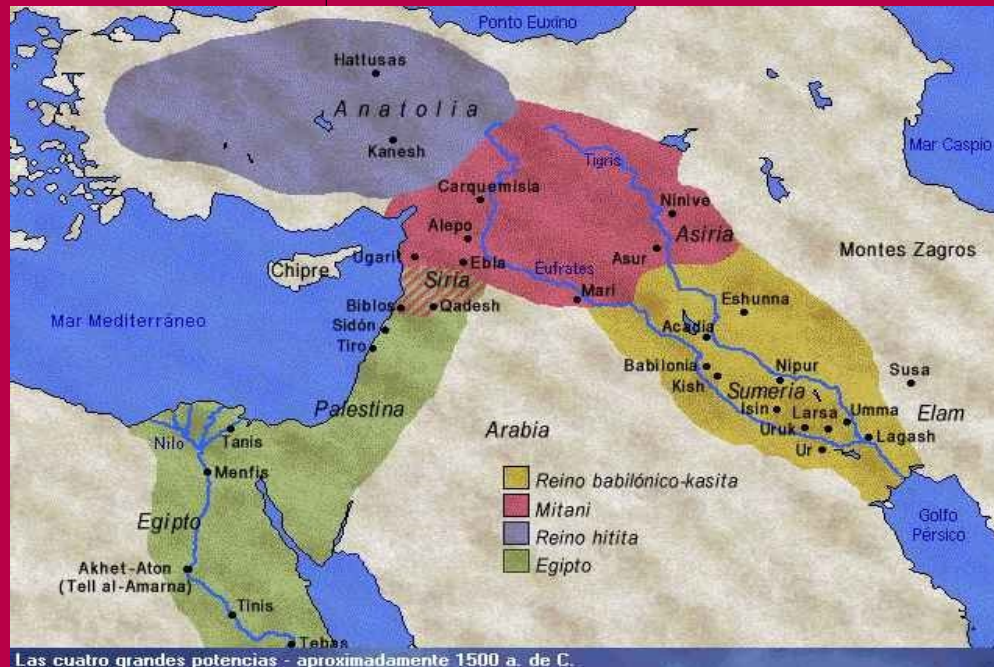 Ponto Euxino
Hattusas
Anatolia
Kanesh
Mar Caspio
Tigris
Carquemisia
Ninive
Alepo
Asiria
Asur
Montes Zagros
Ugarit
Ebla
Chipre
Siria
Eufrates
Mari
Eshunna
Biblos
Qadesh
Mar Mediterráneo
Sidón
Acadia
Tiro
Babilonia
Nipur
Susa
Kish
Sumeria
Palestina
Isin
Larsa
Umma
Elam
Nilo
Tanis
Arabia
Uruk
Lagash
Ur
Menfis
Reino babilónico-kasita
Mitani
Reino hitita
Egipto
Egipto
Golfo
Pérsico
Akhet-Aton
(Tell al-Amarna)
Tinis
Tebas
Las cuatro grandes potencias - aproximadamente 1500 a. de C.